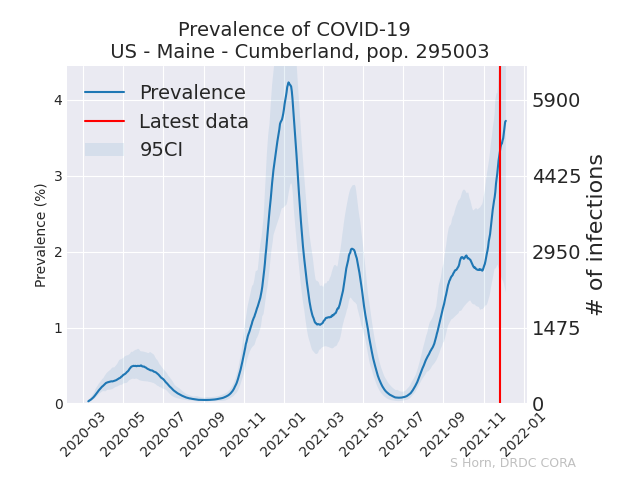 Prevalence of COVID-19
US - Maine - Cumberland, pop. 295003
Prevalence
Latest data
95CI
Prevalence (%)
4
3
2
1
0
5900
4425
2950
1475
0
# of infections
2020-03
2020-05
2020-07
2020-09
2020-11
2021-01
2021-03
2021-05
2021-07
2021-09
2021-11
2022-01
S Horn, DRDC CORA